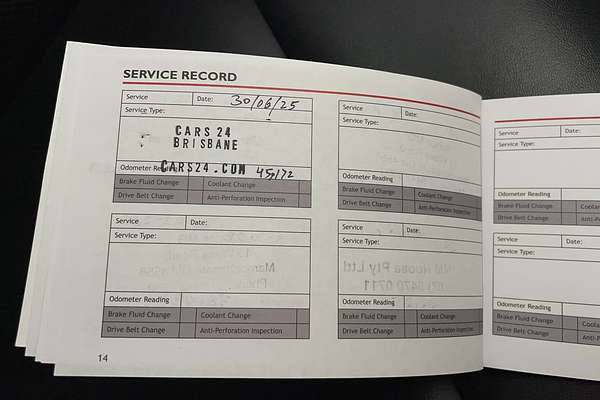 SERVICE RECORD
Service Date: 30/06/25
Service Type:
CARS 24
BRISBANE
CARS24.COM
Odometer Reading 45172
Brake Fluid Change Coolant Change
Drive Belt Change Anti-Perforation Inspection
Service Date:
Service Type:
Odometer Reading
Brake Fluid Change Coolant Change
Drive Belt Change Anti-Perforation Inspection
Service Date:
Service Type:
Odometer Reading
Brake Fluid Change Coolant Change
Drive Belt Change Anti-Perforation Inspection
Service Date:
Service Type:
Odometer Reading
Brake Fluid Change Coolant Change
Drive Belt Change Anti-Perforation Inspection
14
Service Date:
Service Type:
Odometer Reading
Brake Fluid Change
Drive Belt Change
Service Date:
Service Type:
Odometer Reading
Brake Fluid Change
Drive Belt Change